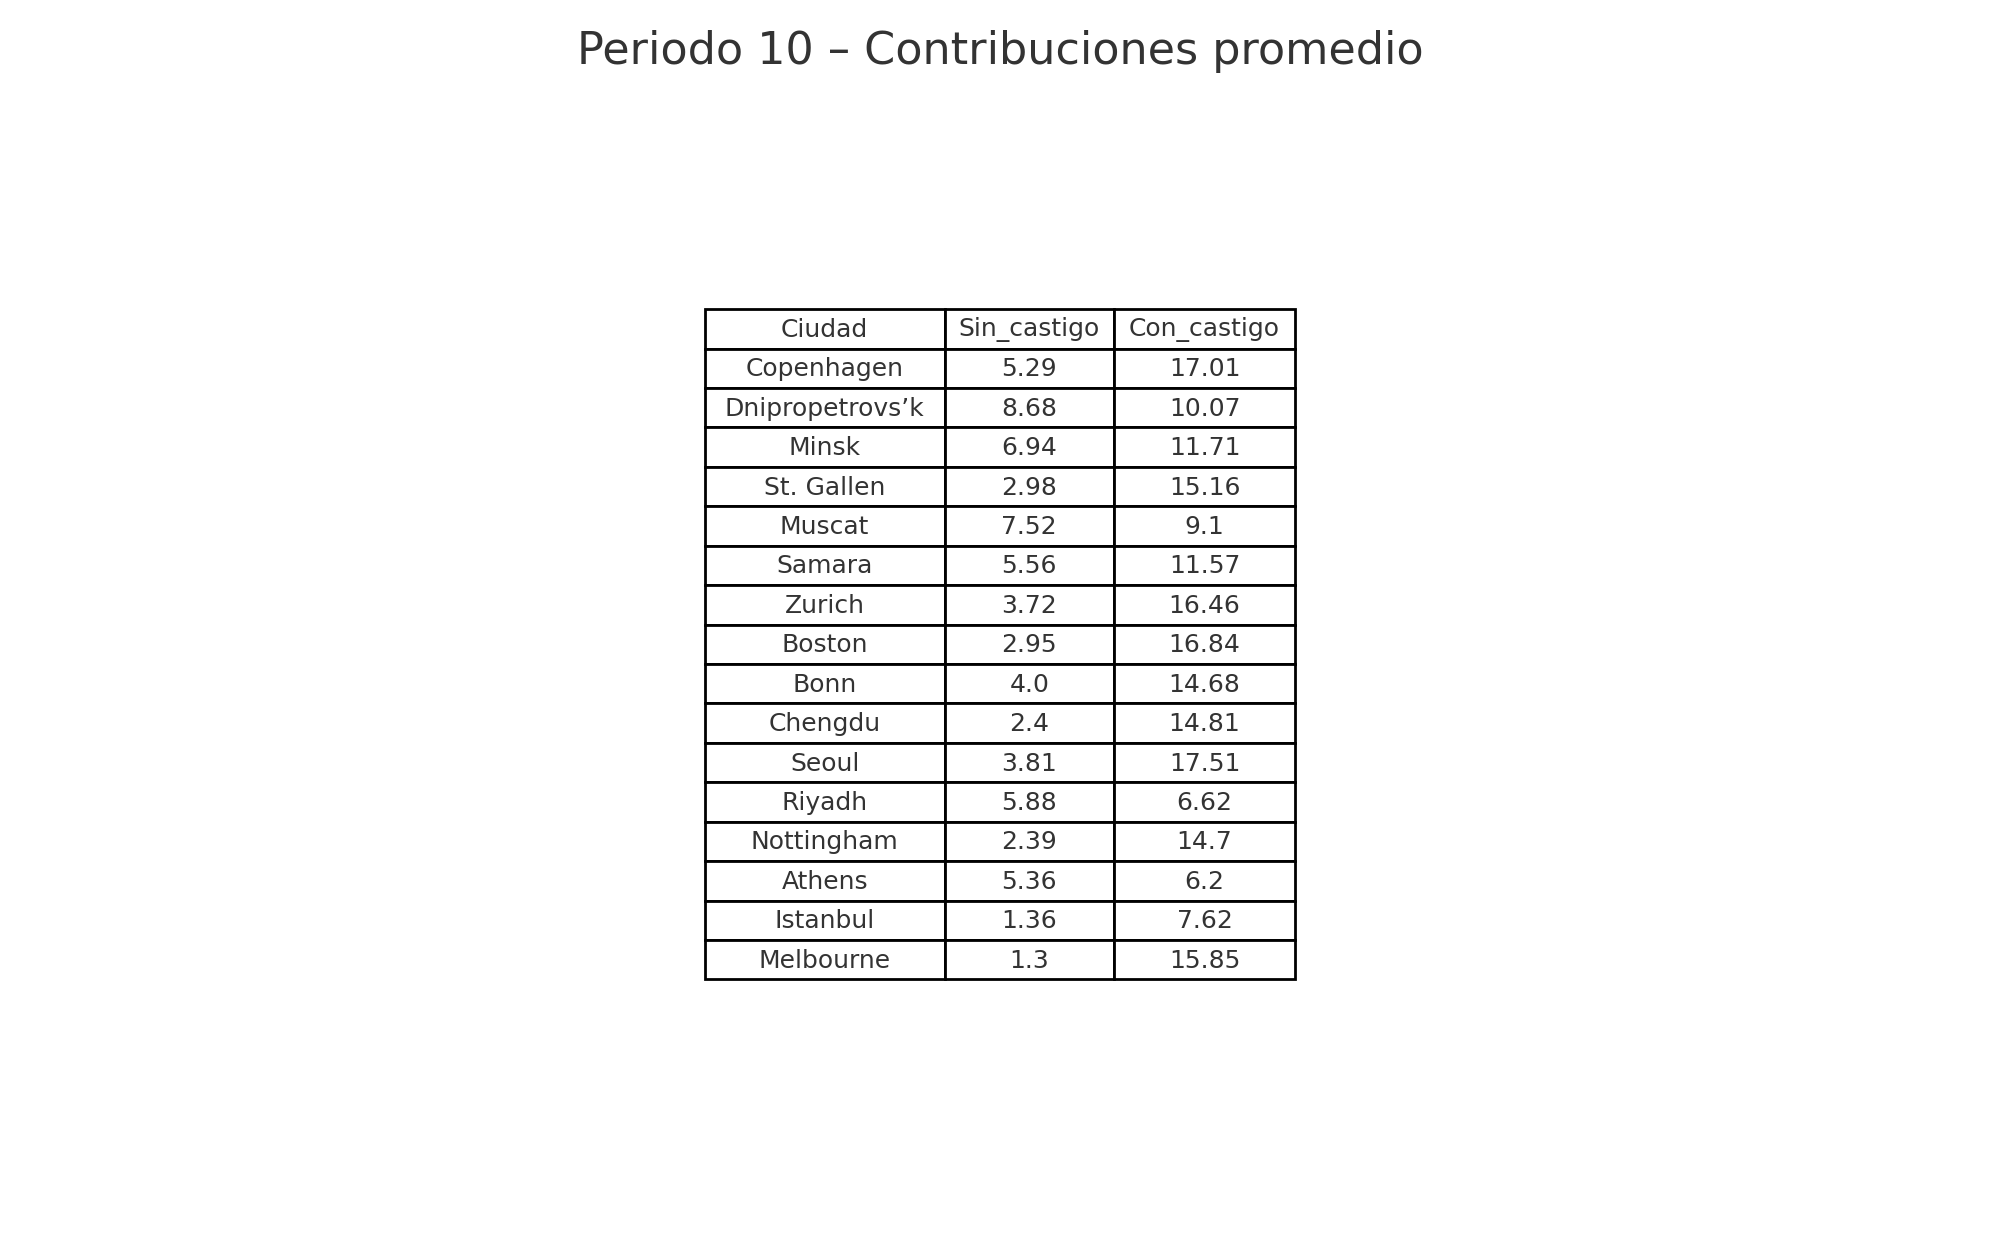 Periodo 10 – Contribuciones promedio
Ciudad Sin_castigo Con_castigo
Copenhagen 5.29 17.01
Dnipropetrovs’k 8.68 10.07
Minsk 6.94 11.71
St. Gallen 2.98 15.16
Muscat 7.52 9.1
Samara 5.56 11.57
Zurich 3.72 16.46
Boston 2.95 16.84
Bonn 4.0 14.68
Chengdu 2.4 14.81
Seoul 3.81 17.51
Riyadh 5.88 6.62
Nottingham 2.39 14.7
Athens 5.36 6.2
Istanbul 1.36 7.62
Melbourne 1.3 15.85